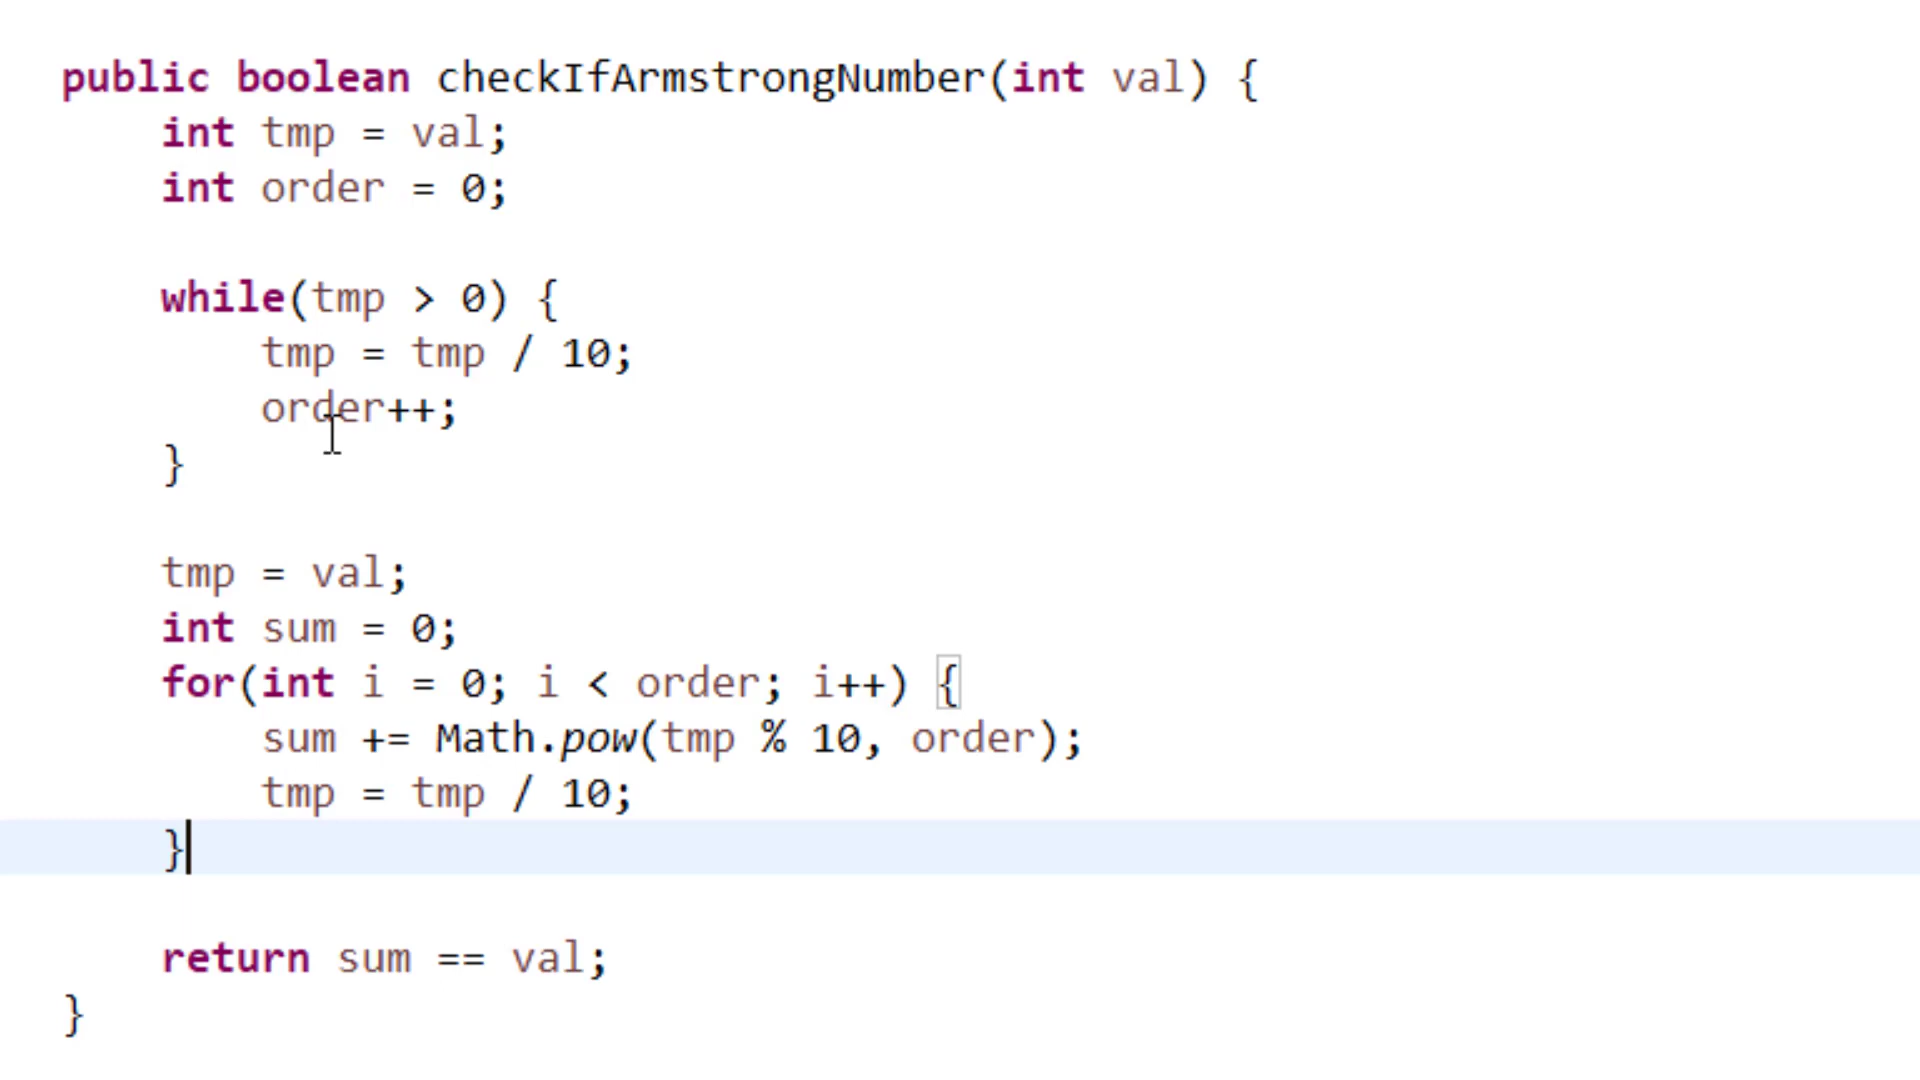 public boolean checkIfArmstrongNumber(int val) {
int tmp = val;
int order = 0;
while(tmp > 0) {
tmp = tmp / 10;
order++;
}
tmp = val;
int sum = 0;
for(int i = 0; i < order; i++) {
sum += Math.pow(tmp % 10, order);
tmp = tmp / 10;
}
return sum == val;
}